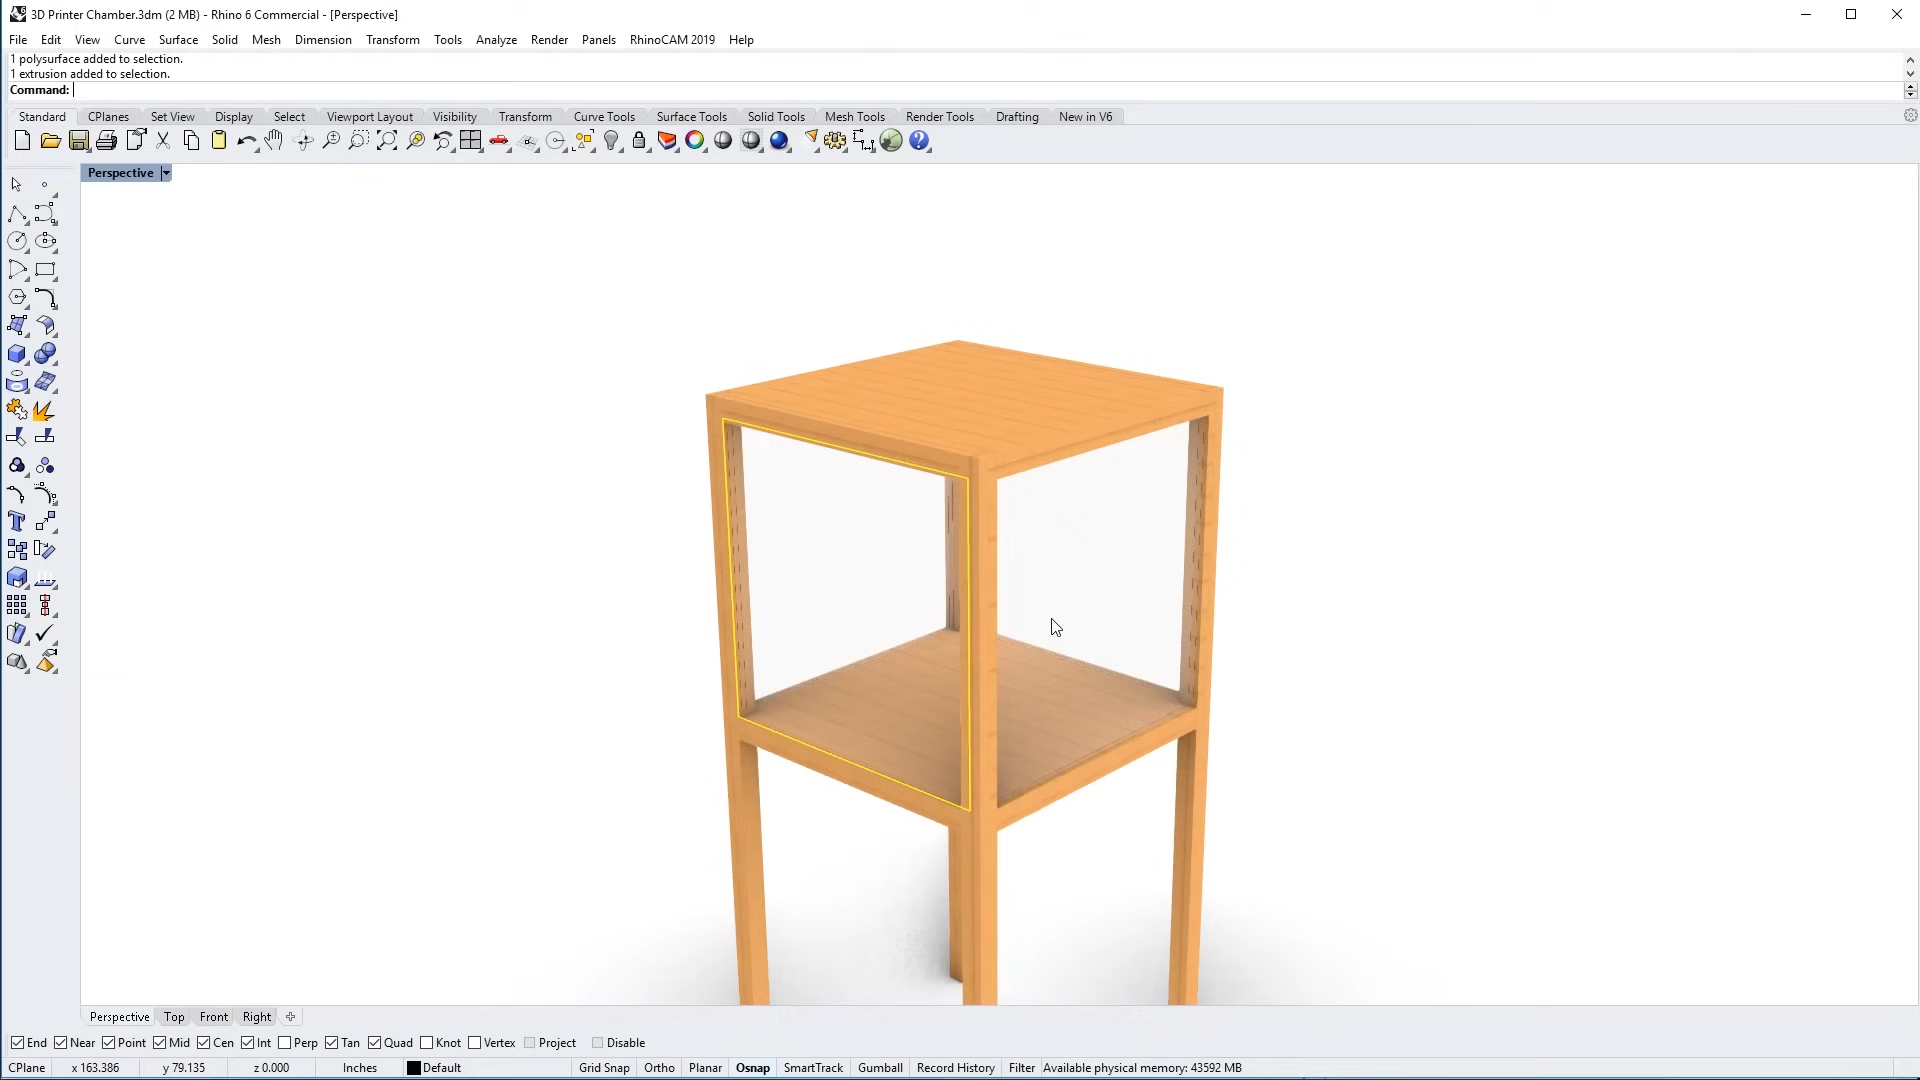 3D Printer Chamber.3dm (2 MB) - Rhino 6 Commercial - [Perspective]
File Edit View Curve Surface Solid Mesh Dimension Transform Tools Analyze Render Panels RhinoCAM 2019 Help
1 polysurface added to selection.
1 extrusion added to selection.
Command:
Standard CPlanes Set View Display Select Viewport Layout Visibility Transform Curve Tools Surface Tools Solid Tools Mesh Tools Render Tools Drafting New in V6
Perspective
Perspective Top Front Right
End Near Point Mid Cen Int Perp Tan Quad Knot Vertex Project Disable
CPlane x 163.386 y 79.135 z 0.000 Inches Default Grid Snap Ortho Planar Osnap SmartTrack Gumball Record History Filter Available physical memory: 43592 MB